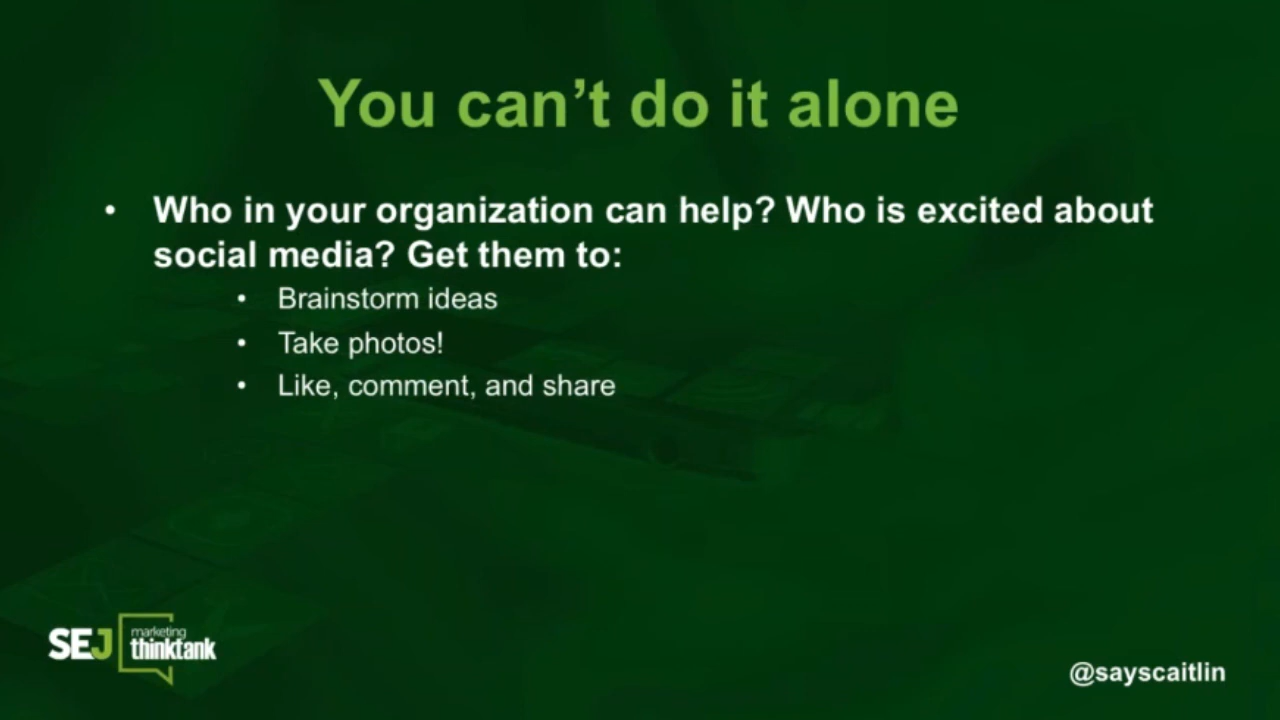 You can’t do it alone
• Who in your organization can help? Who is excited about
social media? Get them to:
• Brainstorm ideas
• Take photos!
• Like, comment, and share
SEJ marketing
thinktank
@sayscaitlin